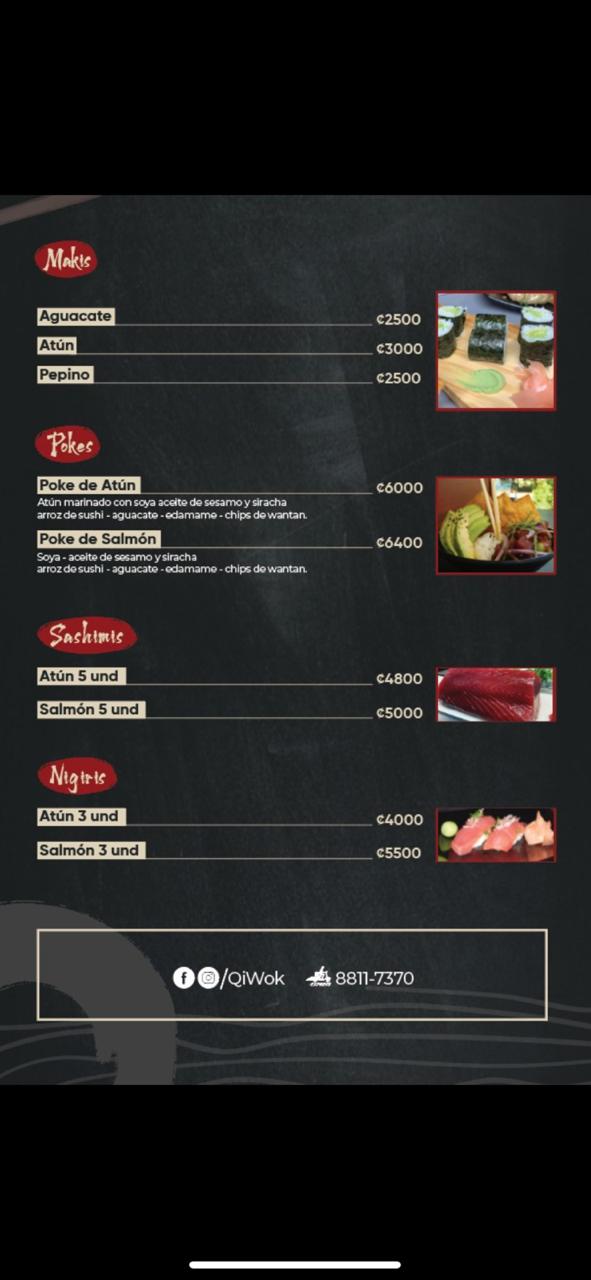 Makis
Aguacate ₡2500
Atún ₡3000
Pepino ₡2500
Pokes
Poke de Atún ₡6000
Atún marinado con soya aceite de sesamo y siracha
arroz de sushi - aguacate - edamame - chips de wantan.
Poke de Salmón ₡6400
Soya - aceite de sesamo y siracha
arroz de sushi - aguacate - edamame - chips de wantan.
Sashimis
Atún 5 und ₡4800
Salmón 5 und ₡5000
Nigiris
Atún 3 und ₡4000
Salmón 3 und ₡5500
/QiWok 8811-7370